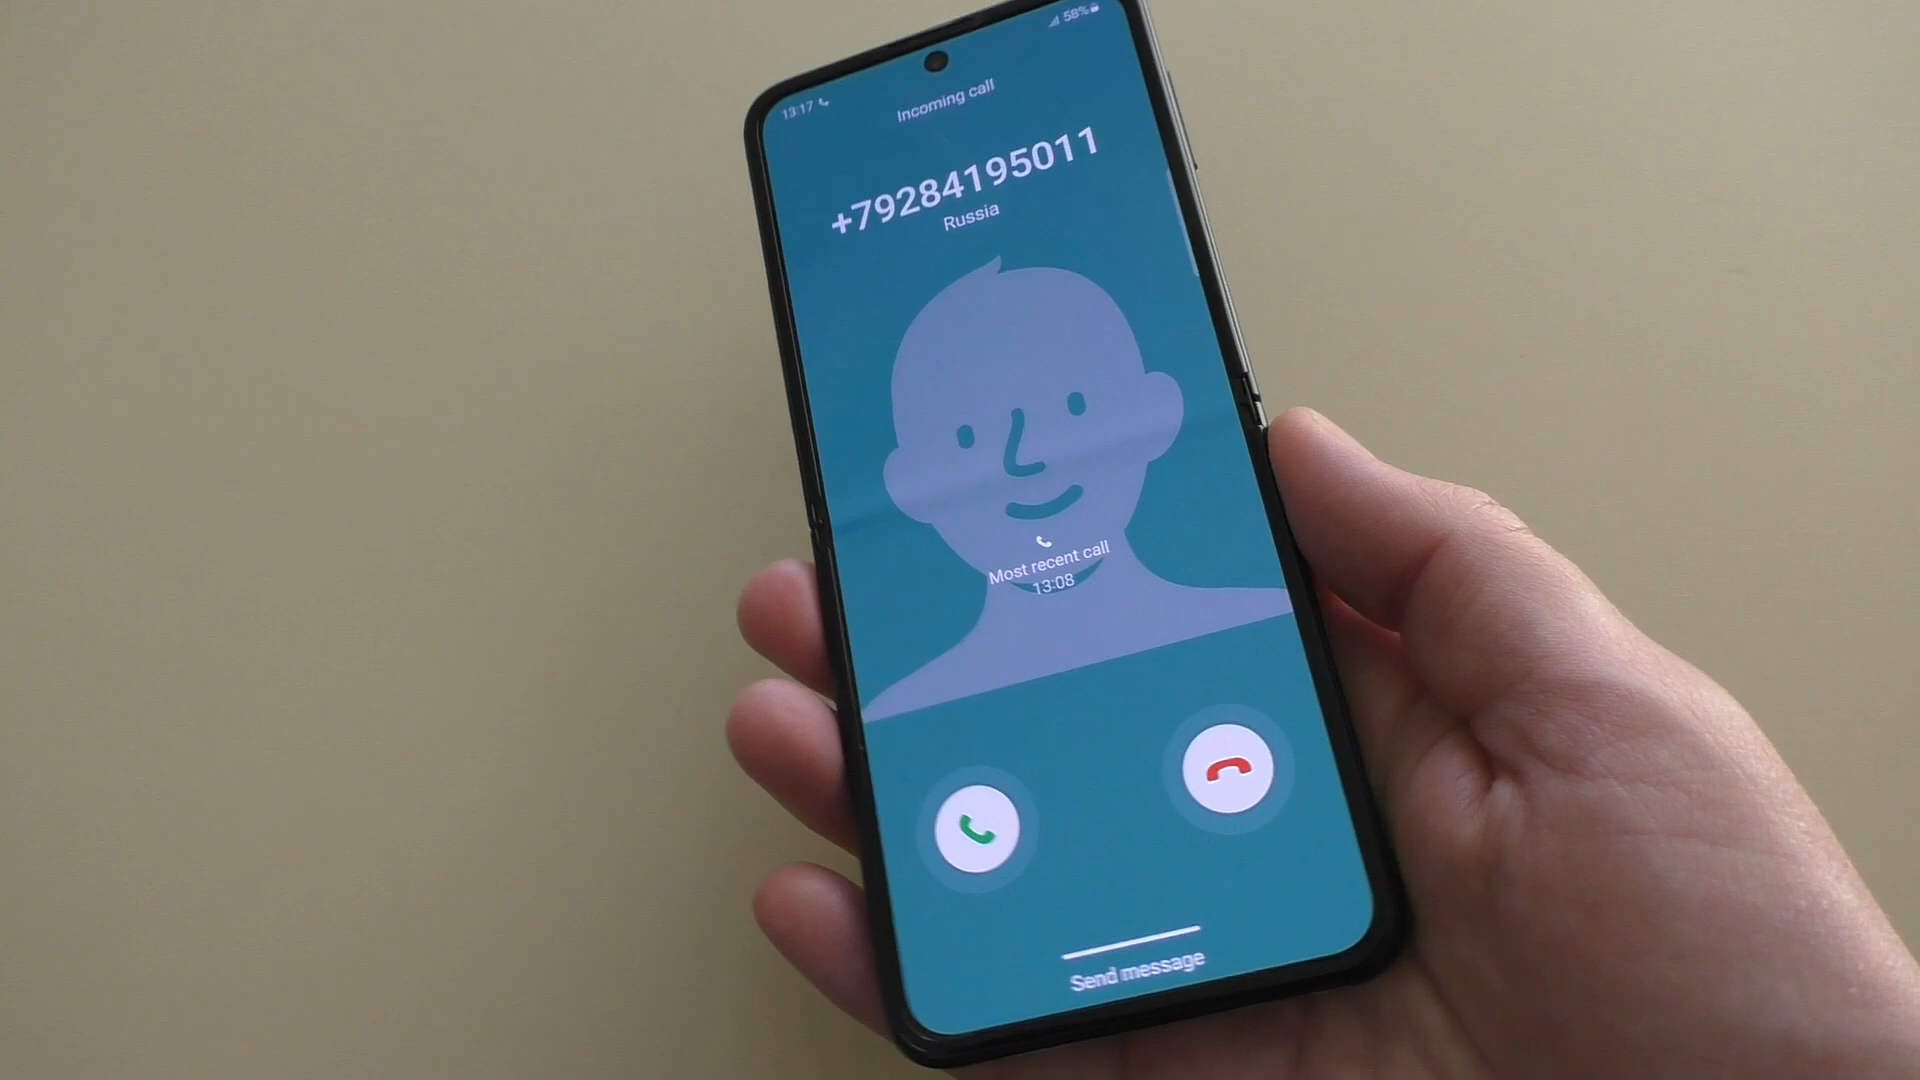 13:17
58%
Incoming call
+79284195011
Russia
Most recent call
13:08
Send message